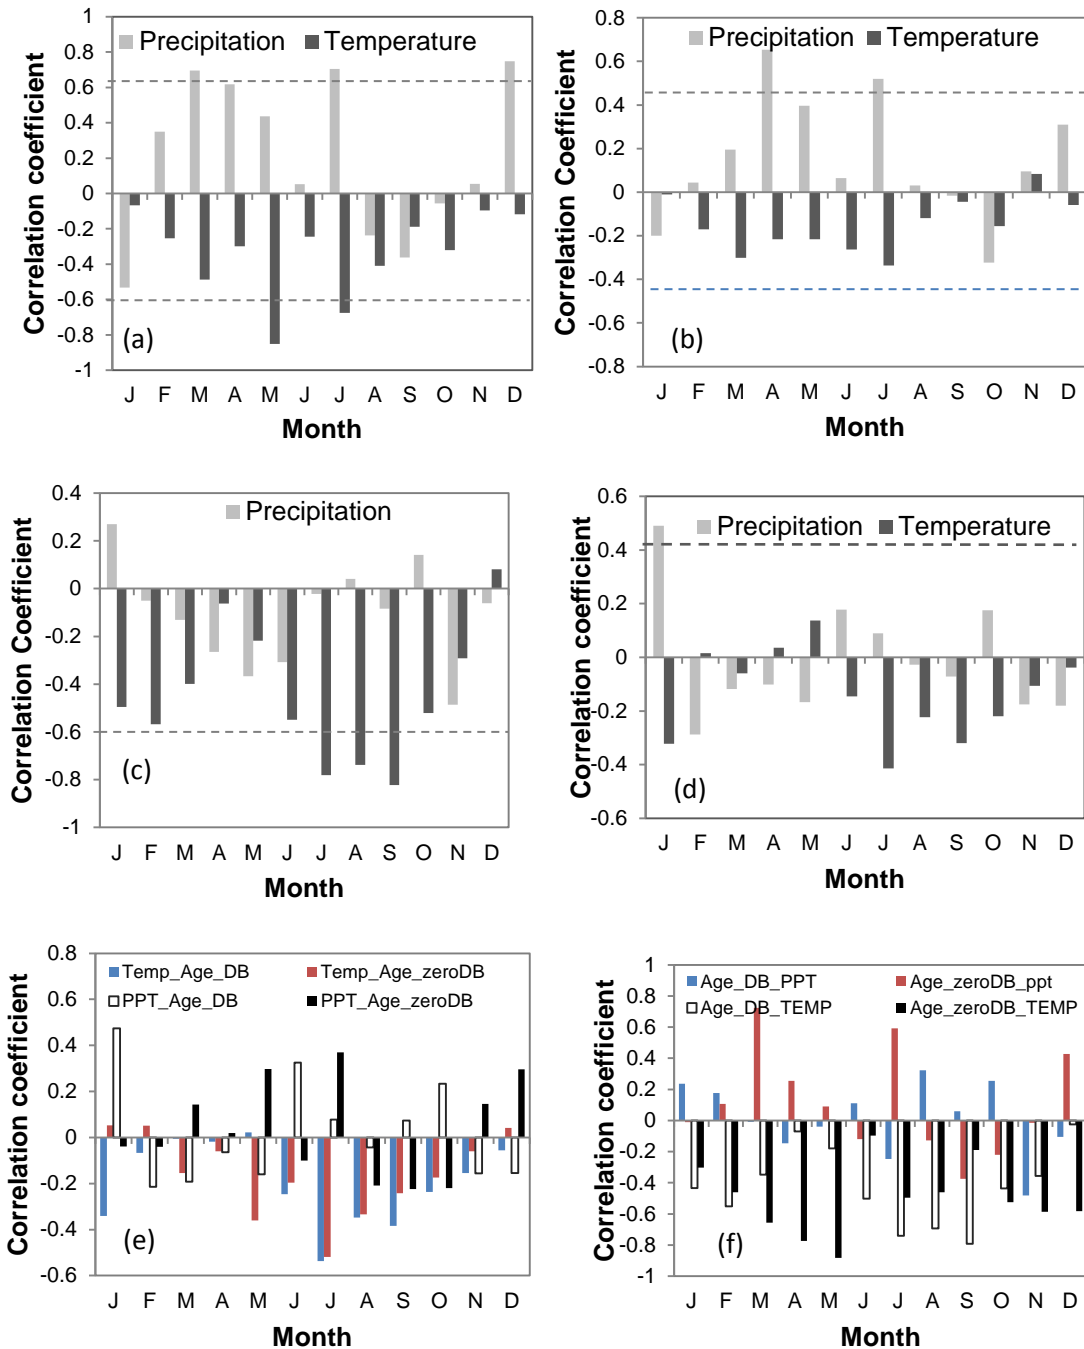 1
0.8
0.6
0.4
0.2
0
-0.2
-0.4
-0.6
-0.8
-1
Correlation coefficient
Precipitation Temperature
(a)
J F M A M J J A S O N D
Month
0.8
0.6
0.4
0.2
0
-0.2
-0.4
-0.6
-0.8
Correlation Coefficient
Precipitation Temperature
(b)
J F M A M J J A S O N D
Month
0.4
0.2
0
-0.2
-0.4
-0.6
-0.8
-1
Correlation Coefficient
Precipitation
(c)
J F M A M J J A S O N D
Month
0.6
0.4
0.2
0
-0.2
-0.4
-0.6
Correlation coefficient
Precipitation Temperature
(d)
J F M A M J J A S O N D
Month
0.8
0.6
0.4
0.2
0
-0.2
-0.4
-0.6
Correlation coefficient
Temp_Age_DB Temp_Age_zeroDB
PPT_Age_DB PPT_Age_zeroDB
(e)
J F M A M J J A S O N D
Month
1
0.8
0.6
0.4
0.2
0
-0.2
-0.4
-0.6
-0.8
-1
Correlation coefficient
Age_DB_PPT Age_zeroDB_ppt
Age_DB_TEMP Age_zeroDB_TEMP
(f)
J F M A M J J A S O N D
Month